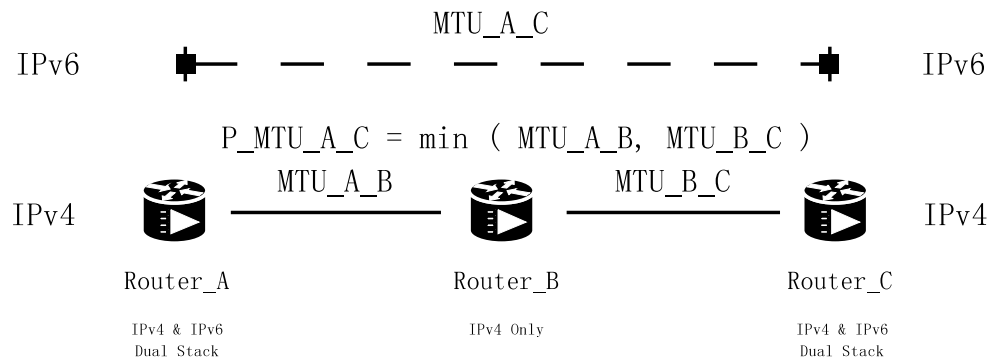 MTU_A_C
IPv6 IPv6
P_MTU_A_C = min ( MTU_A_B, MTU_B_C )
MTU_A_B MTU_B_C
IPv4 IPv4
Router_A Router_B Router_C
IPv4 & IPv6 IPv4 Only IPv4 & IPv6
Dual Stack Dual Stack